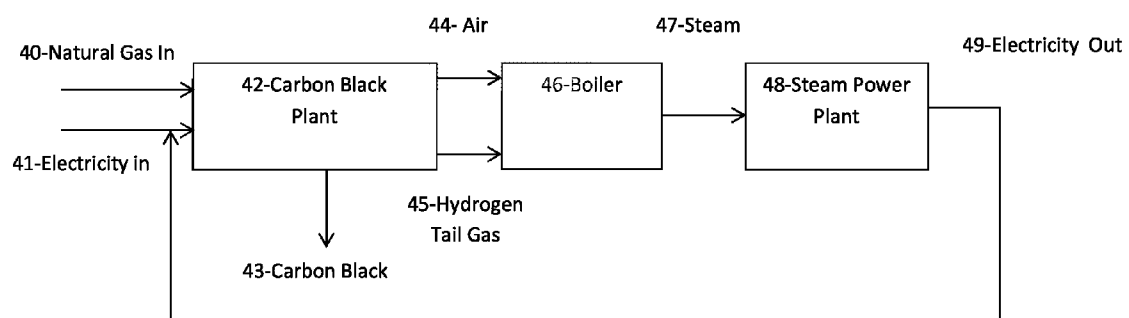 44- Air
47-Steam
49-Electricity Out
40-Natural Gas In
42-Carbon Black
Plant
46-Boiler
48-Steam Power
Plant
41-Electricity in
45-Hydrogen
Tail Gas
43-Carbon Black